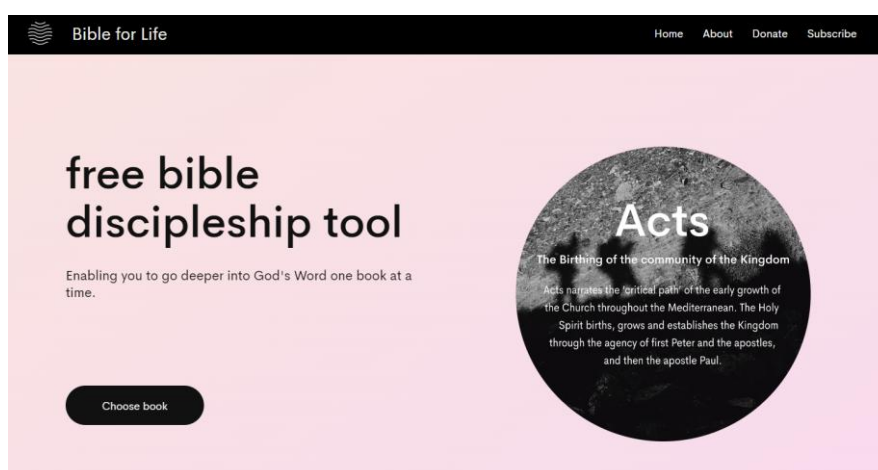 Bible for Life
Home About Donate Subscribe
free bible
discipleship tool
Enabling you to go deeper into God's Word one book at a
time.
Choose book
Acts
The Birthing of the community of the Kingdom
Acts narrates the 'critical path' of the early growth of
the Church throughout the Mediterranean. The Holy
Spirit births, grows and establishes the Kingdom
through the agency of first Peter and the apostles,
and then the apostle Paul.